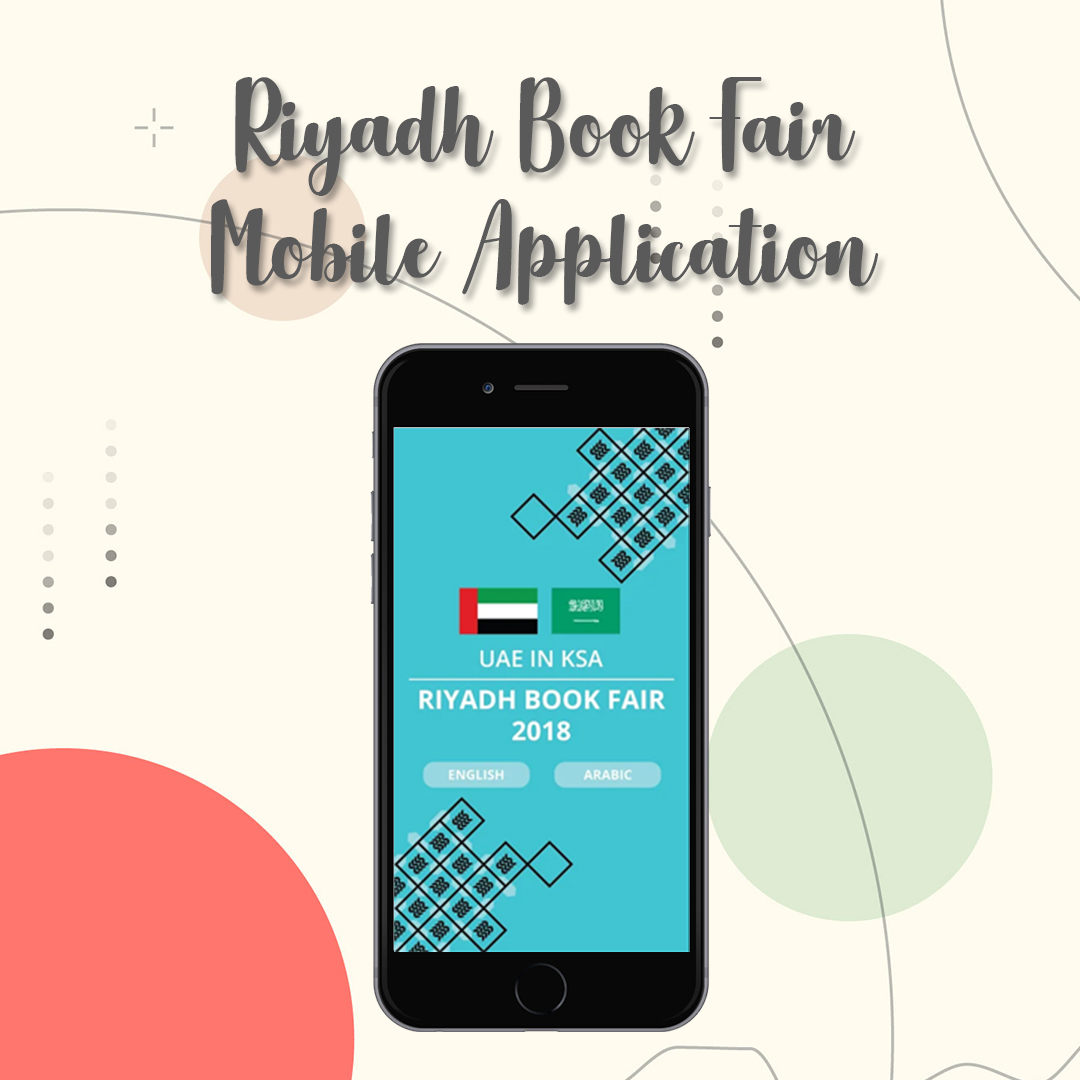 Riyadh Book Fair
Mobile Application
UAE IN KSA
RIYADH BOOK FAIR
2018
ENGLISH
ARABIC